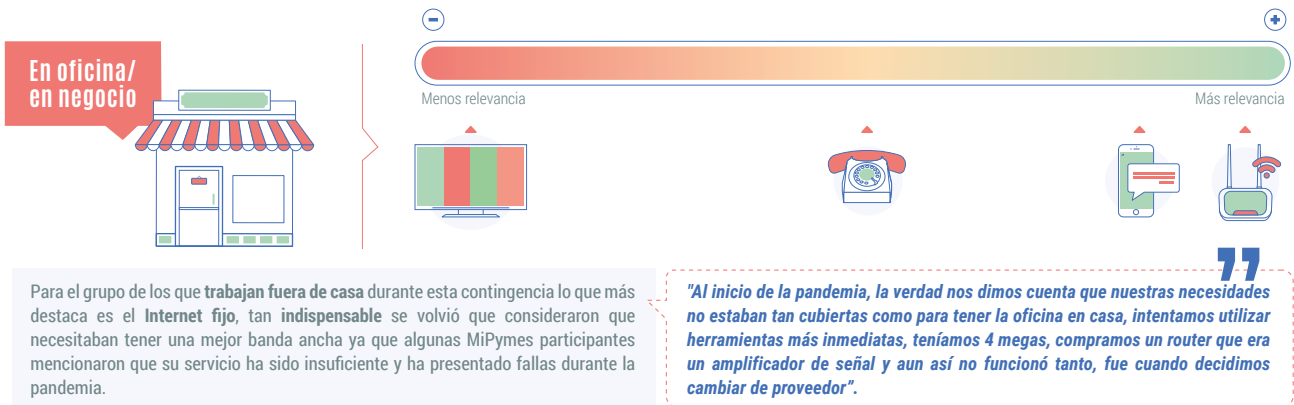 En oficina/
en negocio
Menos relevancia
Más relevancia
Para el grupo de los que trabajan fuera de casa durante esta contingencia lo que más
destaca es el Internet fijo, tan indispensable se volvió que consideraron que
necesitaban tener una mejor banda ancha ya que algunas MiPymes participantes
mencionaron que su servicio ha sido insuficiente y ha presentado fallas durante la
pandemia.
"Al inicio de la pandemia, la verdad nos dimos cuenta que nuestras necesidades
no estaban tan cubiertas como para tener la oficina en casa, intentamos utilizar
herramientas más inmediatas, teníamos 4 megas, compramos un router que era
un amplificador de señal y aun así no funcionó tanto, fue cuando decidimos
cambiar de proveedor”.